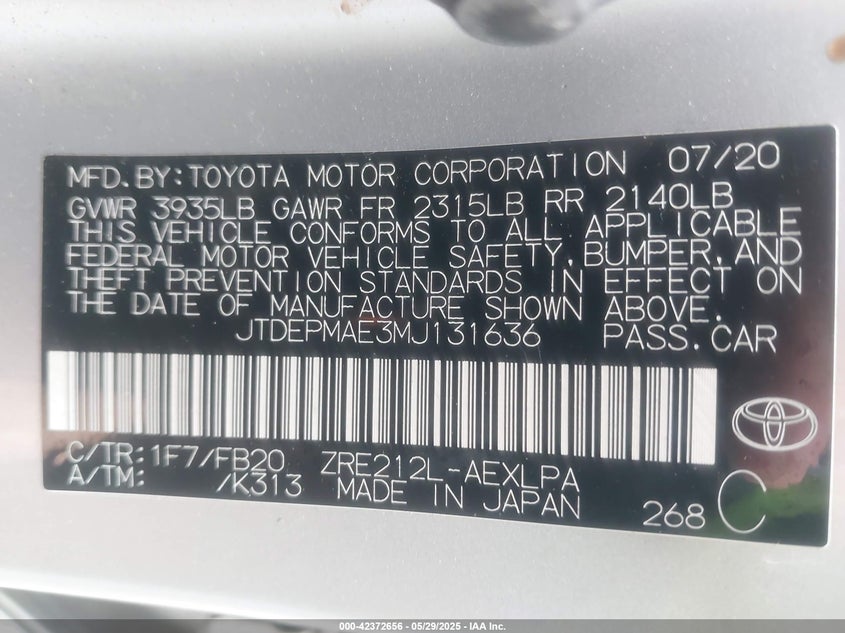 MFD.BY:TOYOTA MOTOR CORPORATION 07/20
GVWR 3935LB GAWR FR 2315LB RR 2140LB
THIS VEHICLE CONFORMS TO ALL APPLICABLE
FEDERAL MOTOR VEHICLE SAFETY, BUMPER, AND
THEFT PREVENTION STANDARDS IN EFFECT ON
THE DATE OF MANUFACTURE SHOWN ABOVE.
JTDEPMAE3MJ131636 PASS.CAR
C/TR:1F7/FB20 ZRE212L-AEXLPA
A/TM: /K313 MADE IN JAPAN
268 C
000-42372656 - 05/29/2025 - IAA Inc.